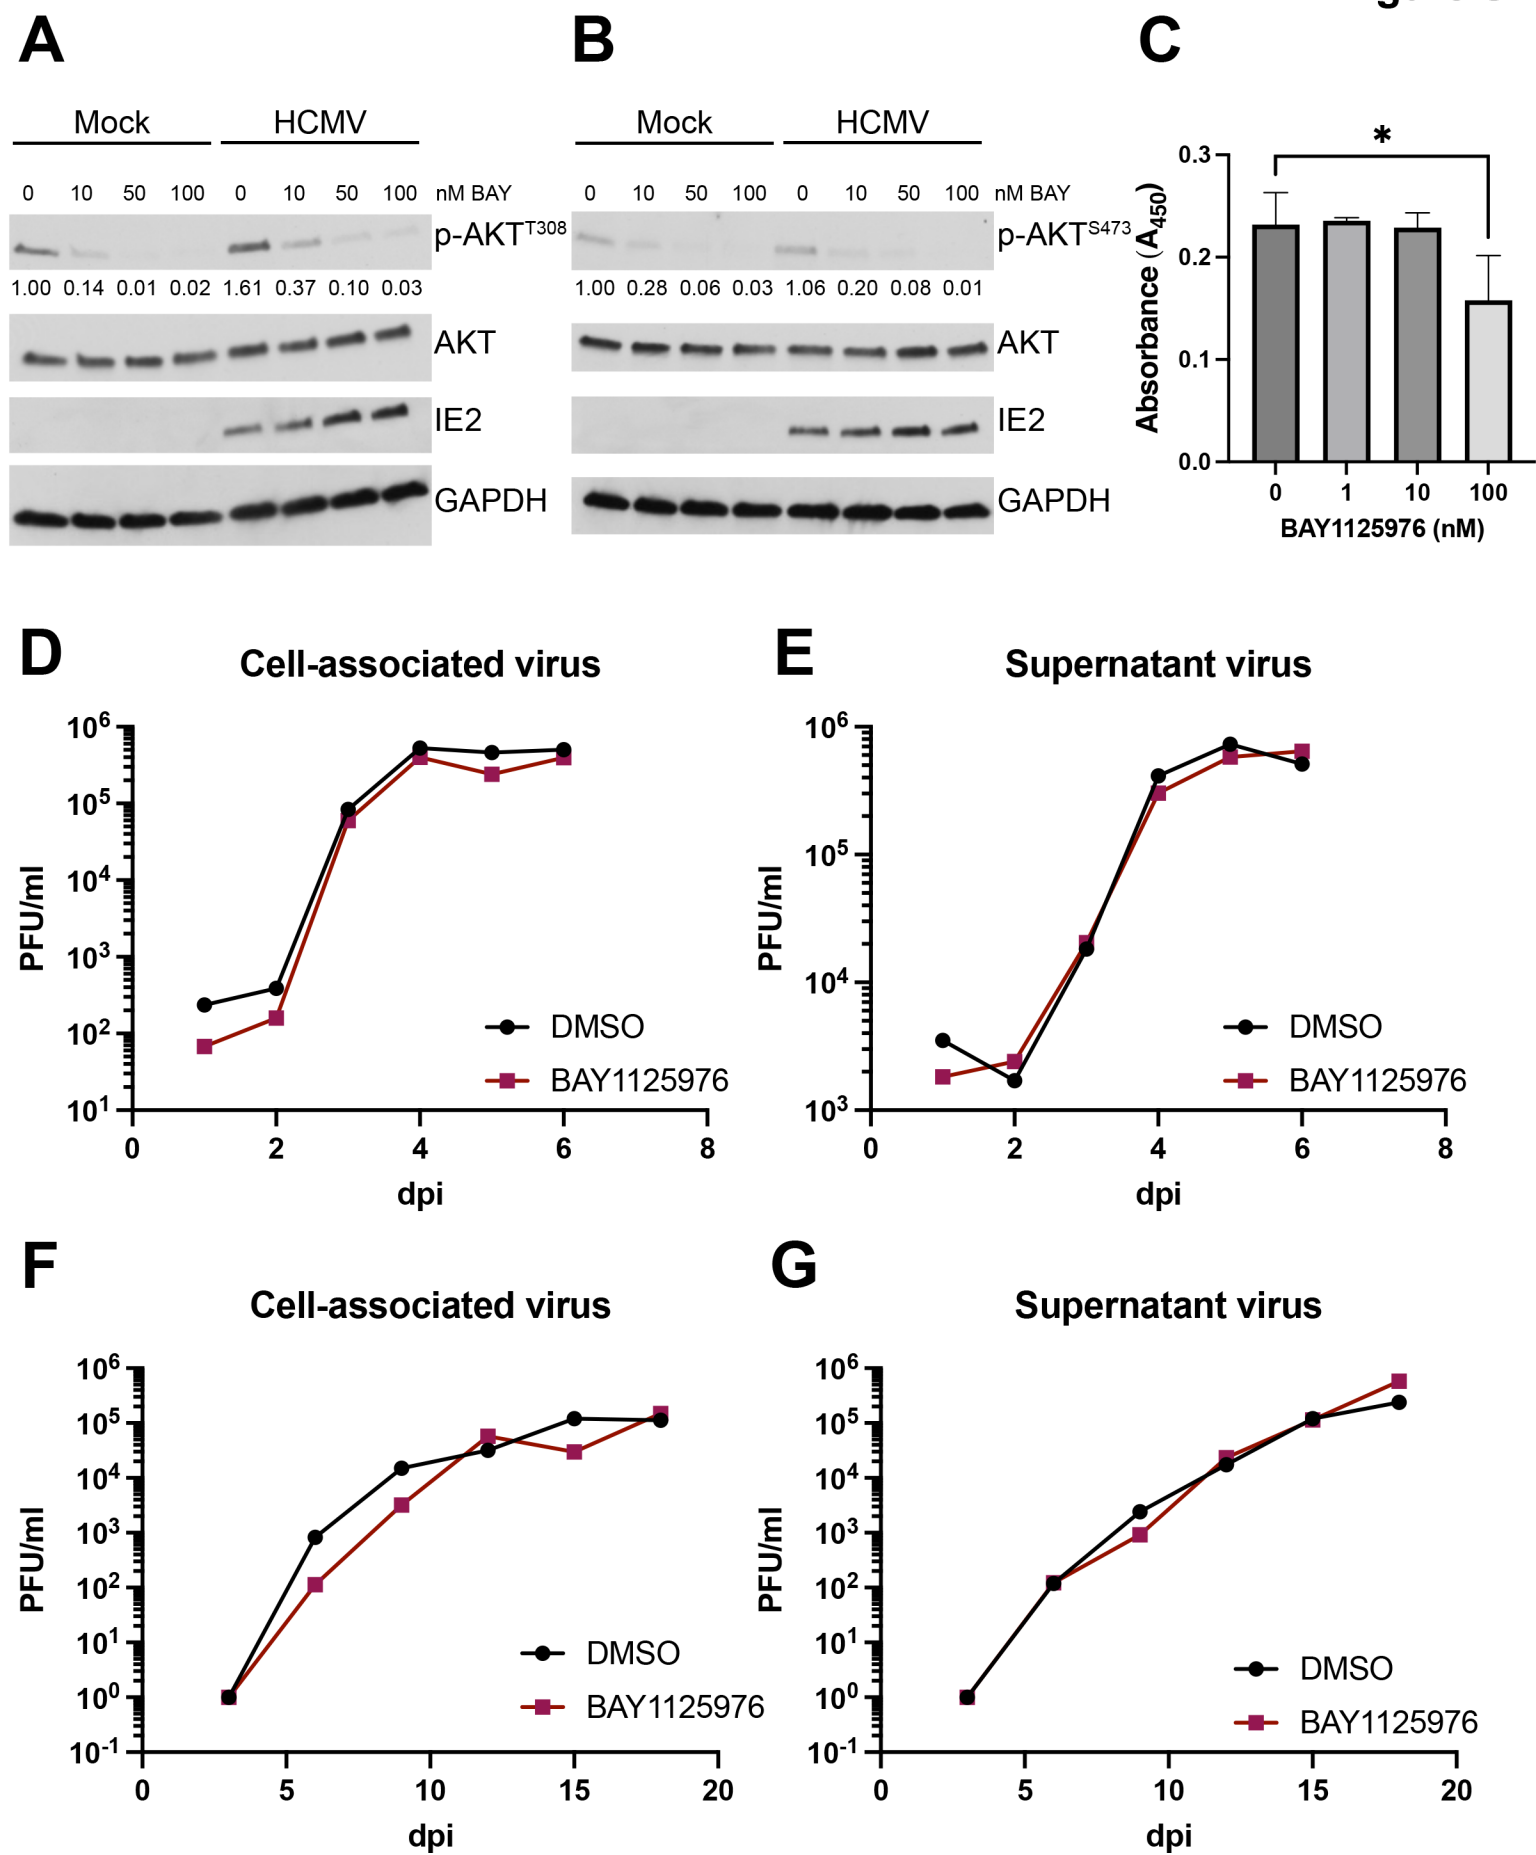 A
Mock HCMV
0 10 50 100 0 10 50 100 nM BAY
p-AKT^T308
1.00 0.14 0.01 0.02 1.61 0.37 0.10 0.03
AKT
IE2
GAPDH
B
Mock HCMV
0 10 50 100 0 10 50 100 nM BAY
p-AKT^S473
1.00 0.28 0.06 0.03 1.06 0.20 0.08 0.01
AKT
IE2
GAPDH
C
*
Absorbance (A_450)
0.3
0.2
0.1
0.0
0 1 10 100
BAY1125976 (nM)
D
Cell-associated virus
PFU/ml
10^6
10^5
10^4
10^3
10^2
10^1
DMSO
BAY1125976
0 2 4 6 8
dpi
E
Supernatant virus
PFU/ml
10^6
10^5
10^4
10^3
DMSO
BAY1125976
0 2 4 6 8
dpi
F
Cell-associated virus
PFU/ml
10^6
10^5
10^4
10^3
10^2
10^1
10^0
10^-1
DMSO
BAY1125976
0 5 10 15 20
dpi
G
Supernatant virus
PFU/ml
10^6
10^5
10^4
10^3
10^2
10^1
10^0
10^-1
DMSO
BAY1125976
0 5 10 15 20
dpi